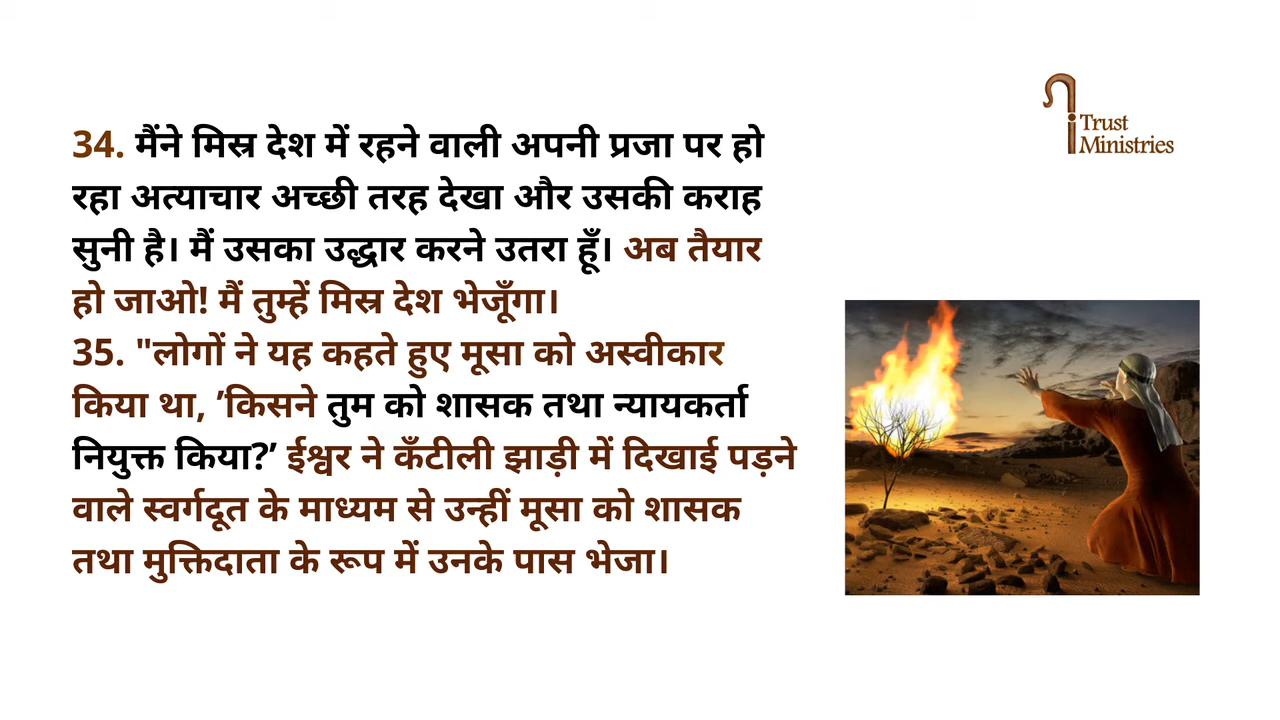 Trust
Ministries
34. मैंने मिस्र देश में रहने वाली अपनी प्रजा पर हो
रहा अत्याचार अच्छी तरह देखा और उसकी कराह
सुनी है। मैं उसका उद्धार करने उतरा हूँ। अब तैयार
हो जाओ! मैं तुम्हें मिस्र देश भेजूँगा।
35. "लोगों ने यह कहते हुए मूसा को अस्वीकार
किया था, ’किसने तुम को शासक तथा न्यायकर्ता
नियुक्त किया?’ ईश्वर ने कँटीली झाड़ी में दिखाई पड़ने
वाले स्वर्गदूत के माध्यम से उन्हीं मूसा को शासक
तथा मुक्तिदाता के रूप में उनके पास भेजा।